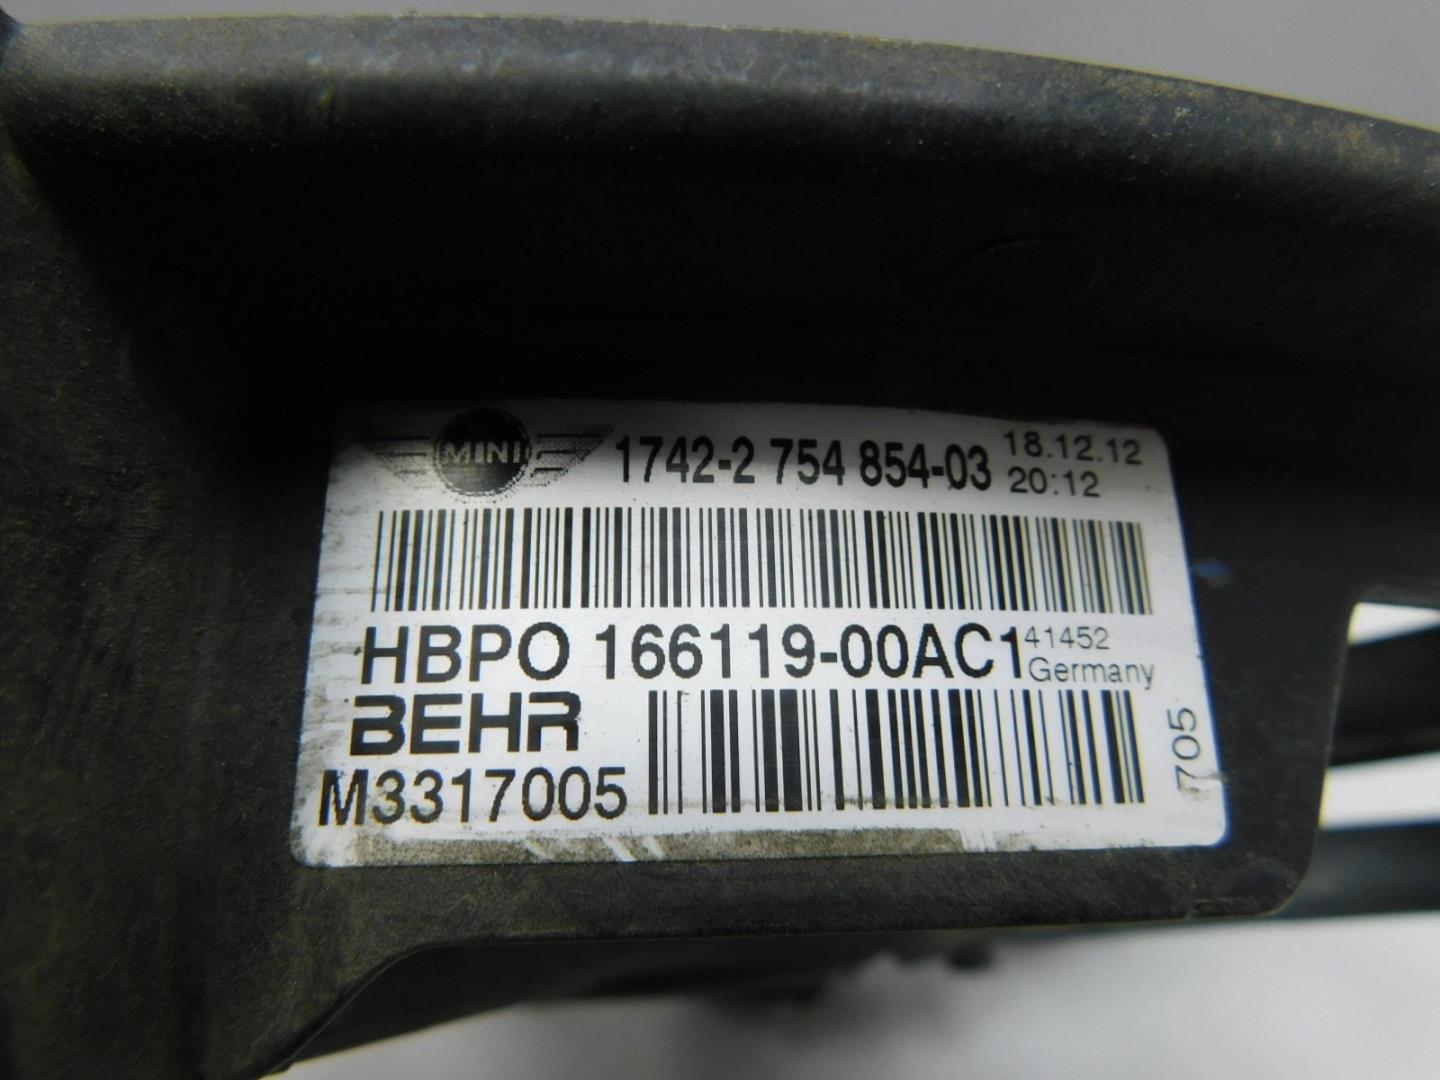 MINI 1742-2 754 854-03 18.12.12
20:12
HBPO 166119-00AC1 41452
Germany
BEHR
M3317005
705